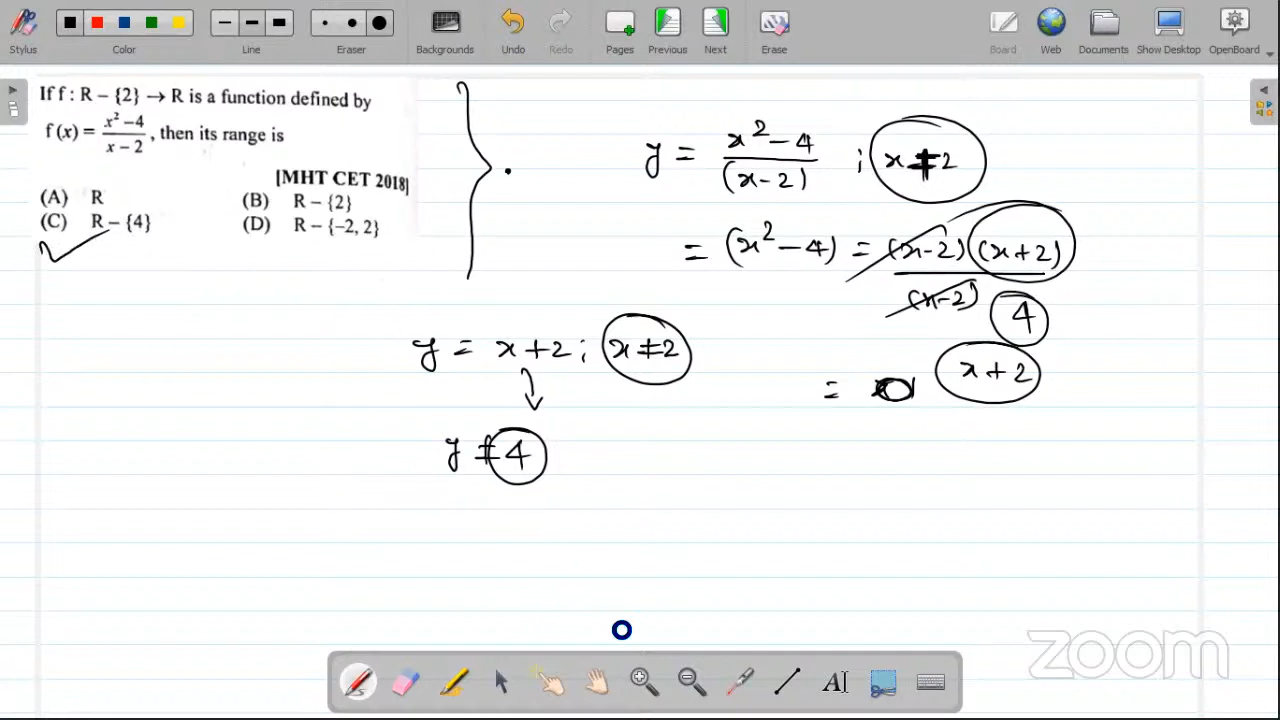 Stylus Color Line Eraser Backgrounds Undo Redo Pages Previous Next Erase Board Web Documents Show Desktop OpenBoard
If f : R – {2} → R is a function defined by
f (x) = x² –4 / x – 2 , then its range is
[MHT CET 2018]
(A) R (B) R – {2}
(C) R – {4} (D) R – {–2, 2}
y = x² – 4 / (x – 2) ; x ≠ 2
= (x² – 4) = (x–2) (x+2) / (x–2)
4
= x + 2
y = x + 2 ; x ≠ 2
y ≠ 4
zoom